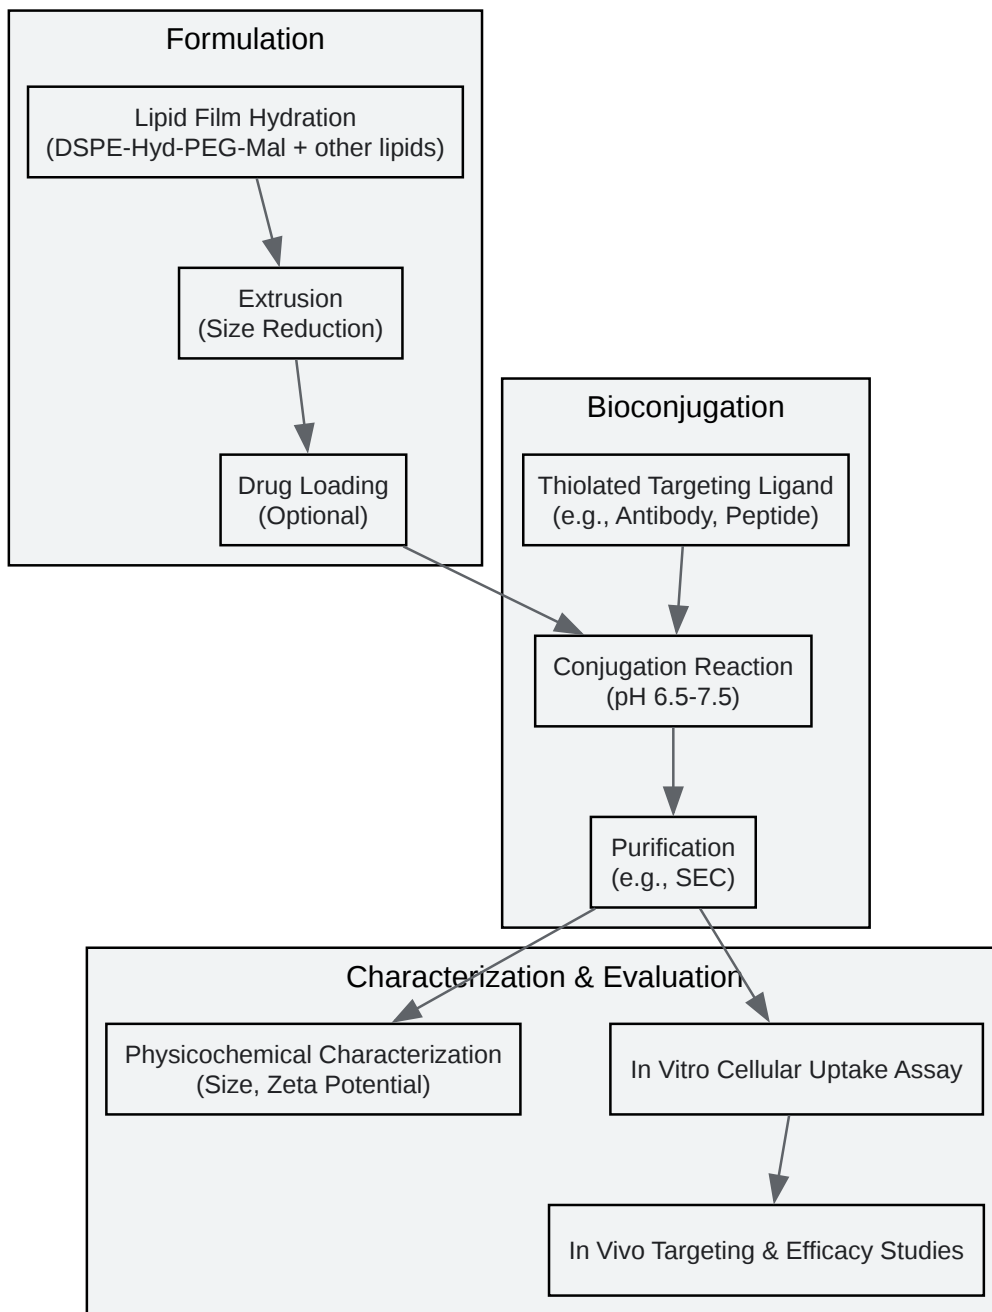 Formulation
Lipid Film Hydration
(DSPE-Hyd-PEG-Mal + other lipids)
Extrusion
(Size Reduction)
Drug Loading
(Optional)
Bioconjugation
Thiolated Targeting Ligand
(e.g., Antibody, Peptide)
Conjugation Reaction
(pH 6.5-7.5)
Purification
(e.g., SEC)
Characterization & Evaluation
Physicochemical Characterization
(Size, Zeta Potential)
In Vitro Cellular Uptake Assay
In Vivo Targeting & Efficacy Studies